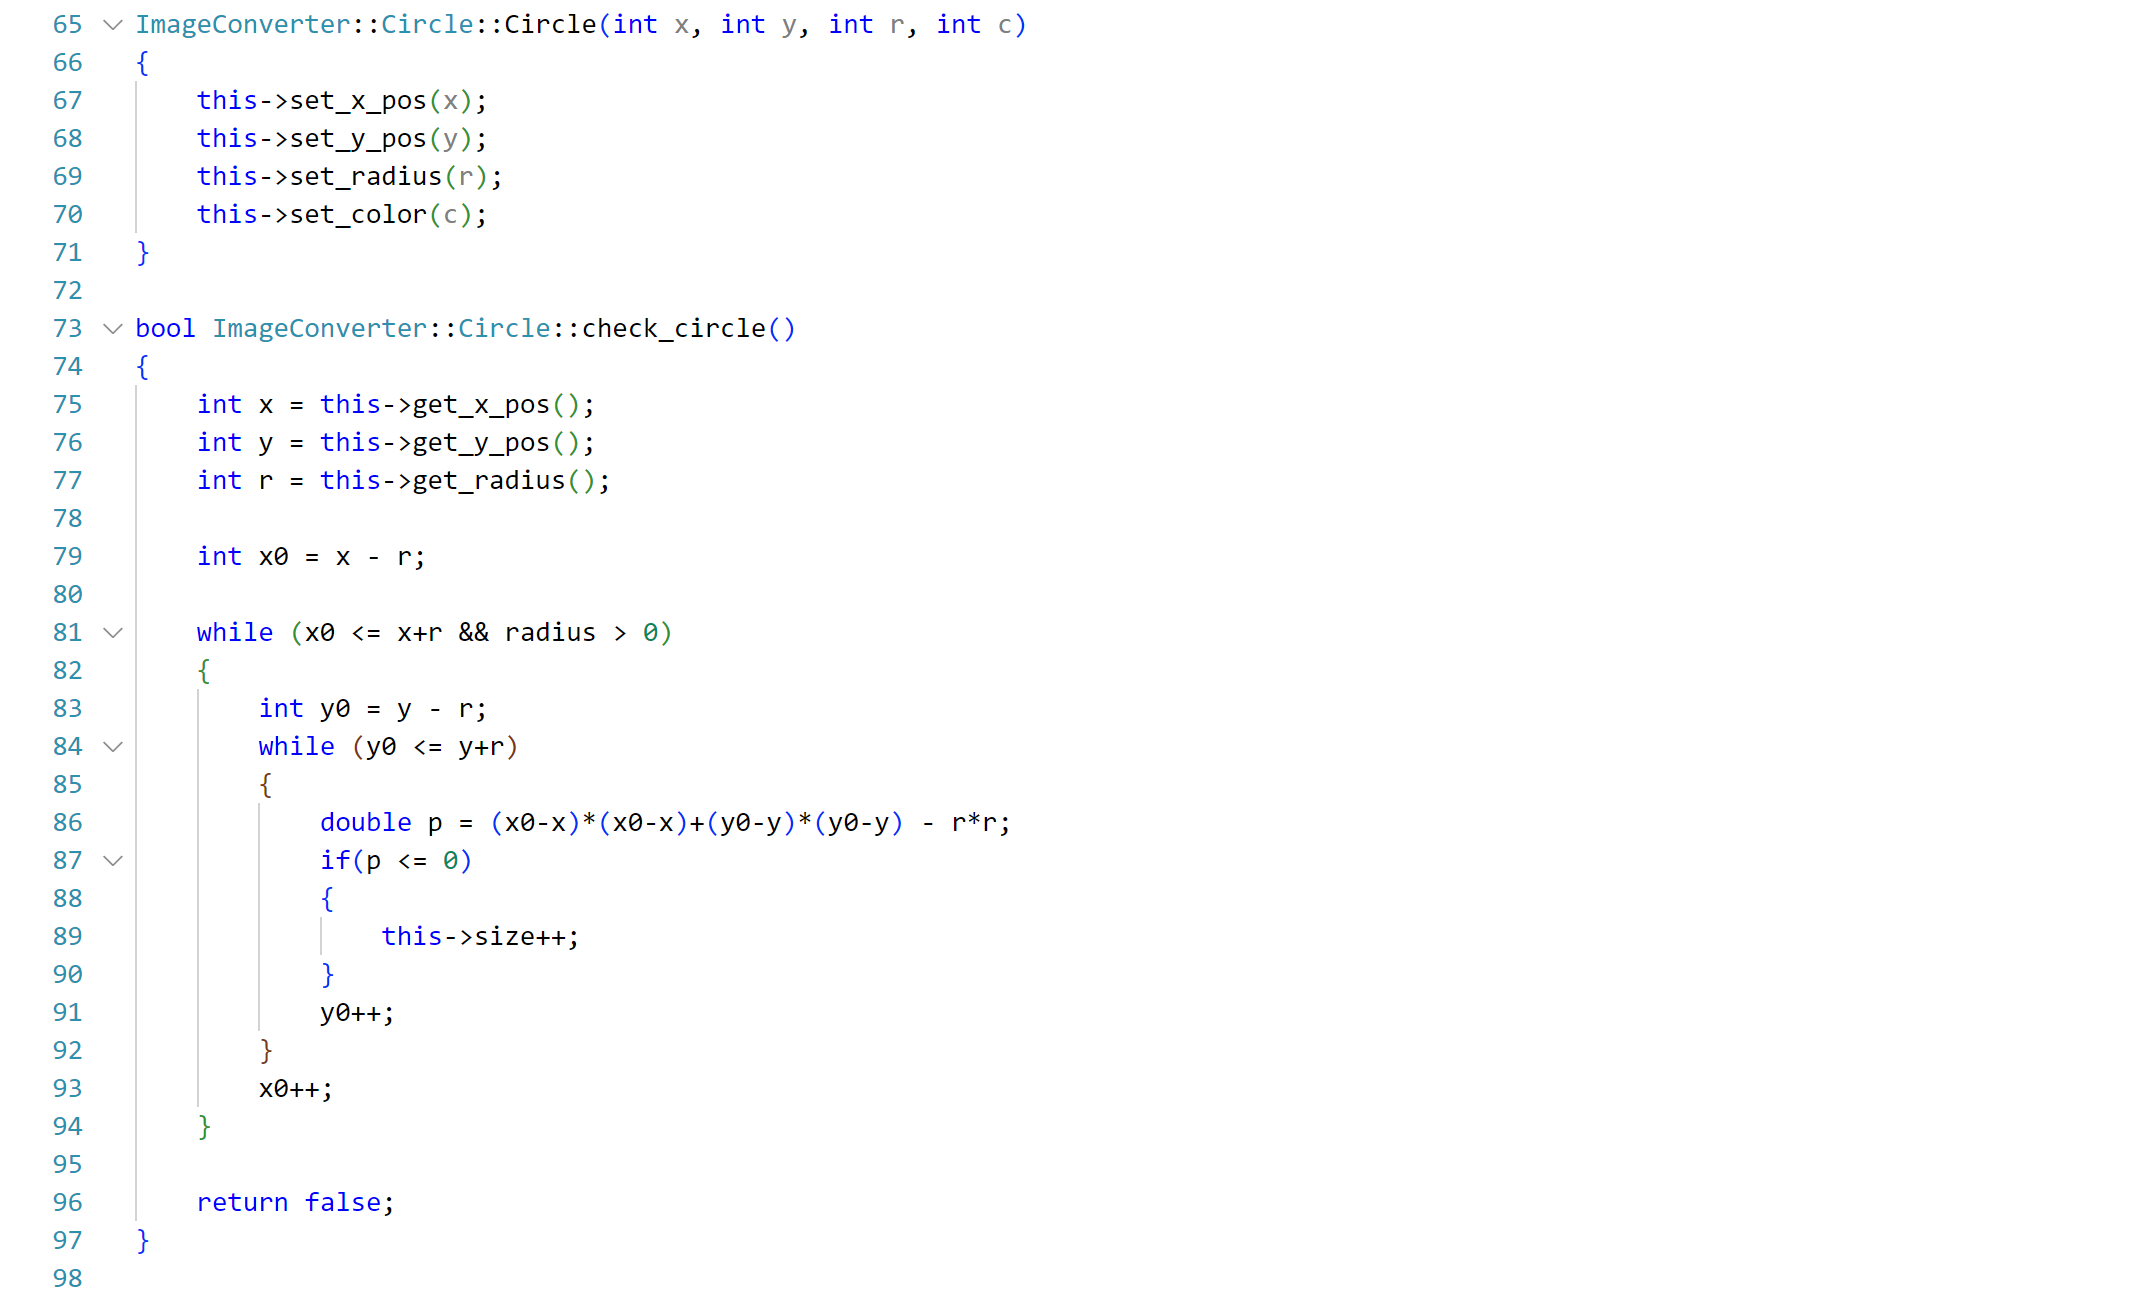 65 ImageConverter::Circle::Circle(int x, int y, int r, int c)
66 {
67 this->set_x_pos(x);
68 this->set_y_pos(y);
69 this->set_radius(r);
70 this->set_color(c);
71 }
72
73 bool ImageConverter::Circle::check_circle()
74 {
75 int x = this->get_x_pos();
76 int y = this->get_y_pos();
77 int r = this->get_radius();
78
79 int x0 = x - r;
80
81 while (x0 <= x+r && radius > 0)
82 {
83 int y0 = y - r;
84 while (y0 <= y+r)
85 {
86 double p = (x0-x)*(x0-x)+(y0-y)*(y0-y) - r*r;
87 if(p <= 0)
88 {
89 this->size++;
90 }
91 y0++;
92 }
93 x0++;
94 }
95
96 return false;
97 }
98